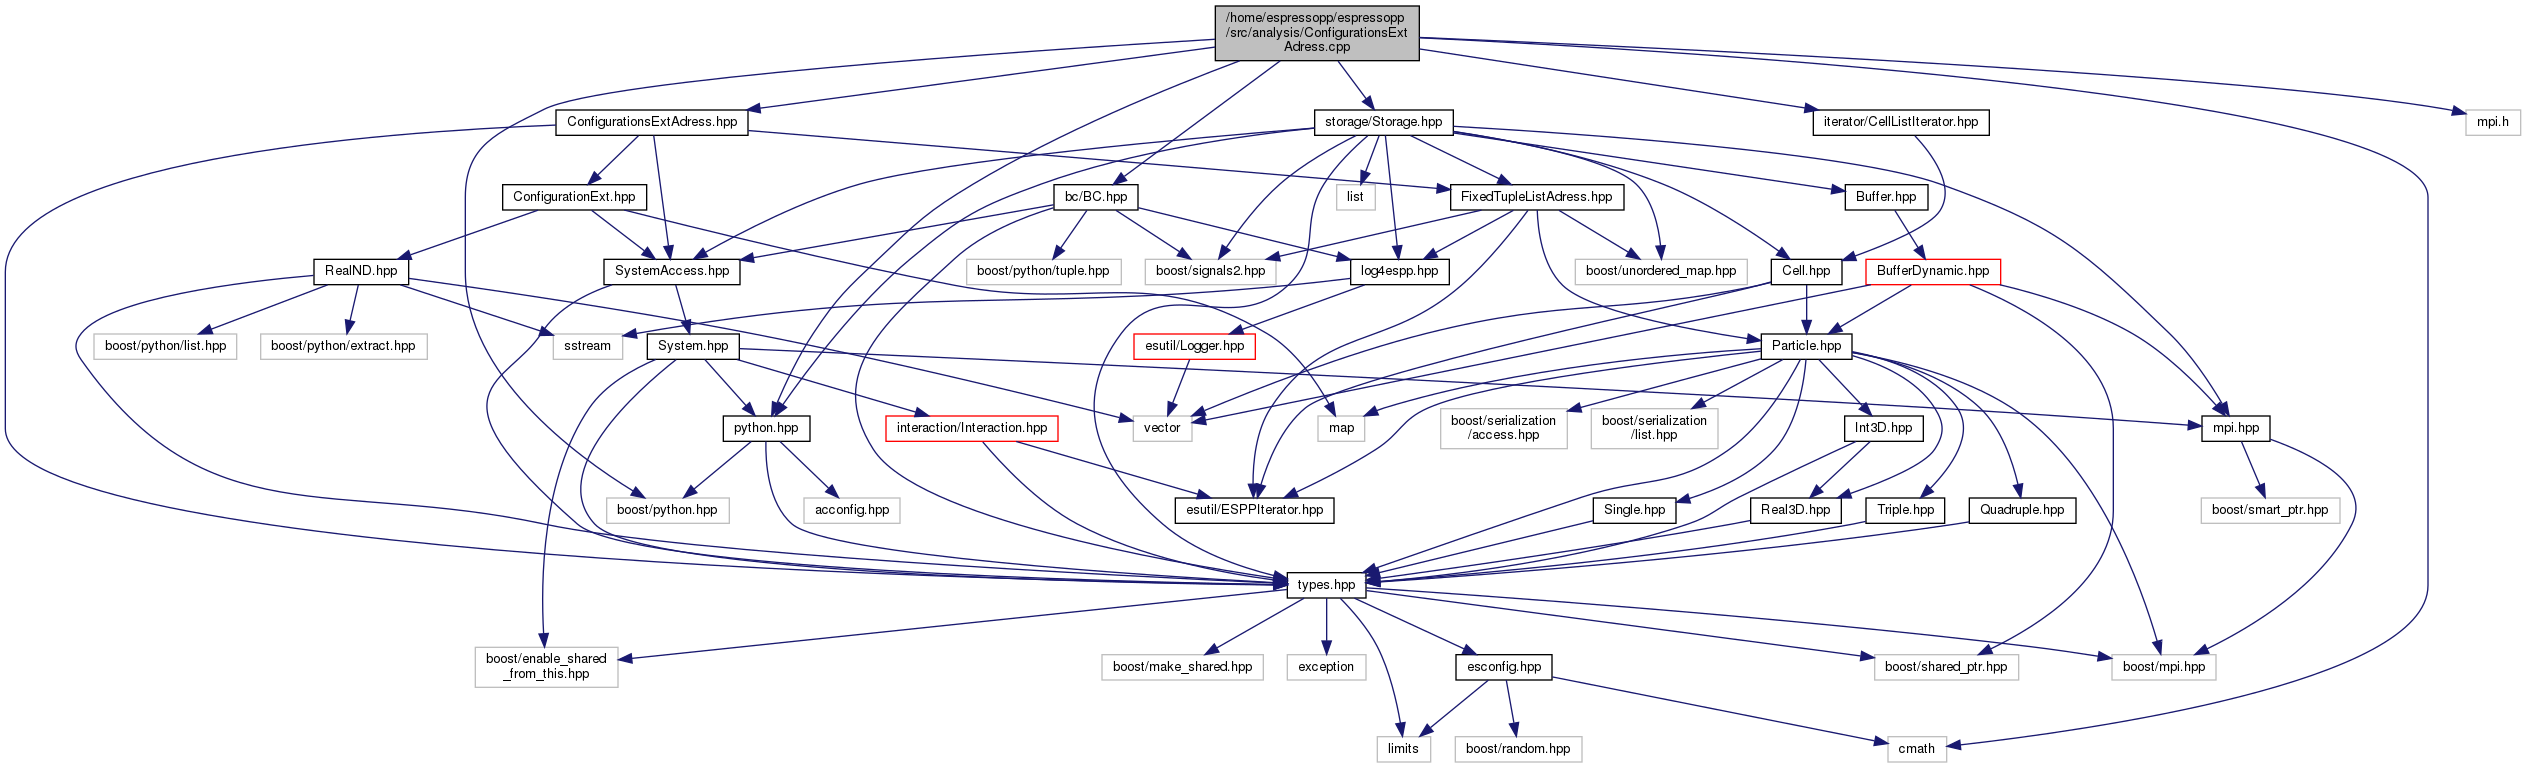 /home/espressopp/espressopp
/src/analysis/ConfigurationsExt
Adress.cpp
ConfigurationsExtAdress.hpp
storage/Storage.hpp
iterator/CellListIterator.hpp
mpi.h
ConfigurationExt.hpp
bc/BC.hpp
list
FixedTupleListAdress.hpp
Buffer.hpp
RealND.hpp
SystemAccess.hpp
boost/python/tuple.hpp
boost/signals2.hpp
log4espp.hpp
boost/unordered_map.hpp
Cell.hpp
BufferDynamic.hpp
boost/python/list.hpp
boost/python/extract.hpp
sstream
System.hpp
esutil/Logger.hpp
Particle.hpp
python.hpp
interaction/Interaction.hpp
vector
map
boost/serialization
/access.hpp
boost/serialization
/list.hpp
Int3D.hpp
mpi.hpp
boost/python.hpp
acconfig.hpp
esutil/ESPPIterator.hpp
Single.hpp
Real3D.hpp
Triple.hpp
Quadruple.hpp
boost/smart_ptr.hpp
types.hpp
boost/enable_shared
_from_this.hpp
boost/make_shared.hpp
exception
esconfig.hpp
boost/shared_ptr.hpp
boost/mpi.hpp
limits
boost/random.hpp
cmath